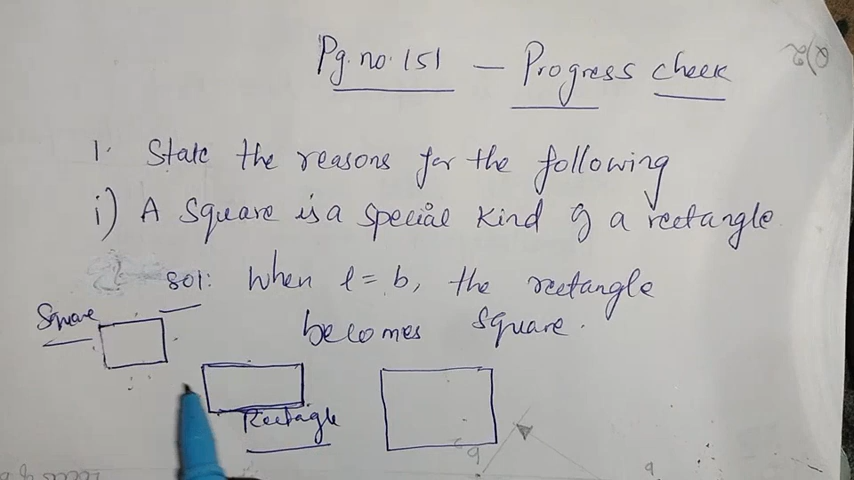 Pg. no. 151 — Progress check
1. State the reasons for the following
i) A square is a special kind of a rectangle.
sol: When l = b, the rectangle
becomes square.
Square
Rectagle